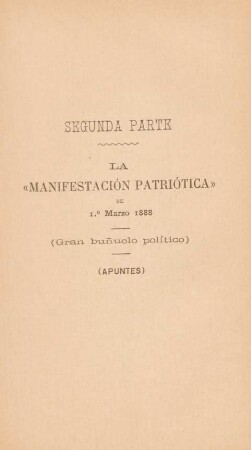 SEGUNDA PARTE
LA
«MANIFESTACIÓN PATRIÓTICA»
DE
1.º Marzo 1888
(Gran buñuelo político)
(APUNTES)